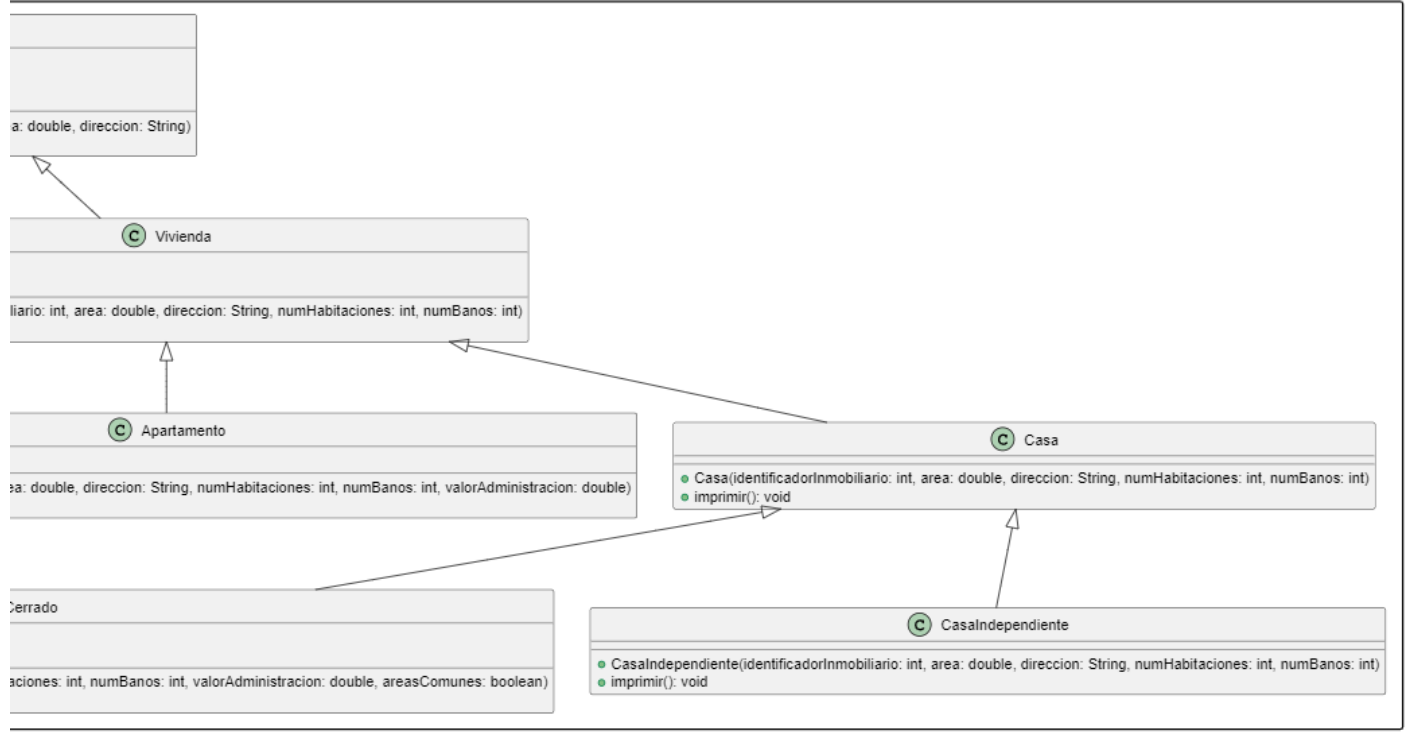 a: double, direccion: String)
C Vivienda
liario: int, area: double, direccion: String, numHabitaciones: int, numBanos: int)
C Apartamento
ea: double, direccion: String, numHabitaciones: int, numBanos: int, valorAdministracion: double)
C Casa
Casa(identificadorInmobiliario: int, area: double, direccion: String, numHabitaciones: int, numBanos: int)
imprimir(): void
Cerrado
aciones: int, numBanos: int, valorAdministracion: double, areasComunes: boolean)
C CasaIndependiente
CasaIndependiente(identificadorInmobiliario: int, area: double, direccion: String, numHabitaciones: int, numBanos: int)
imprimir(): void